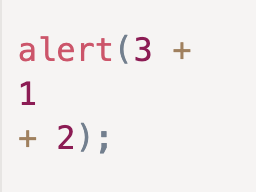 alert(3 +
1
+ 2);